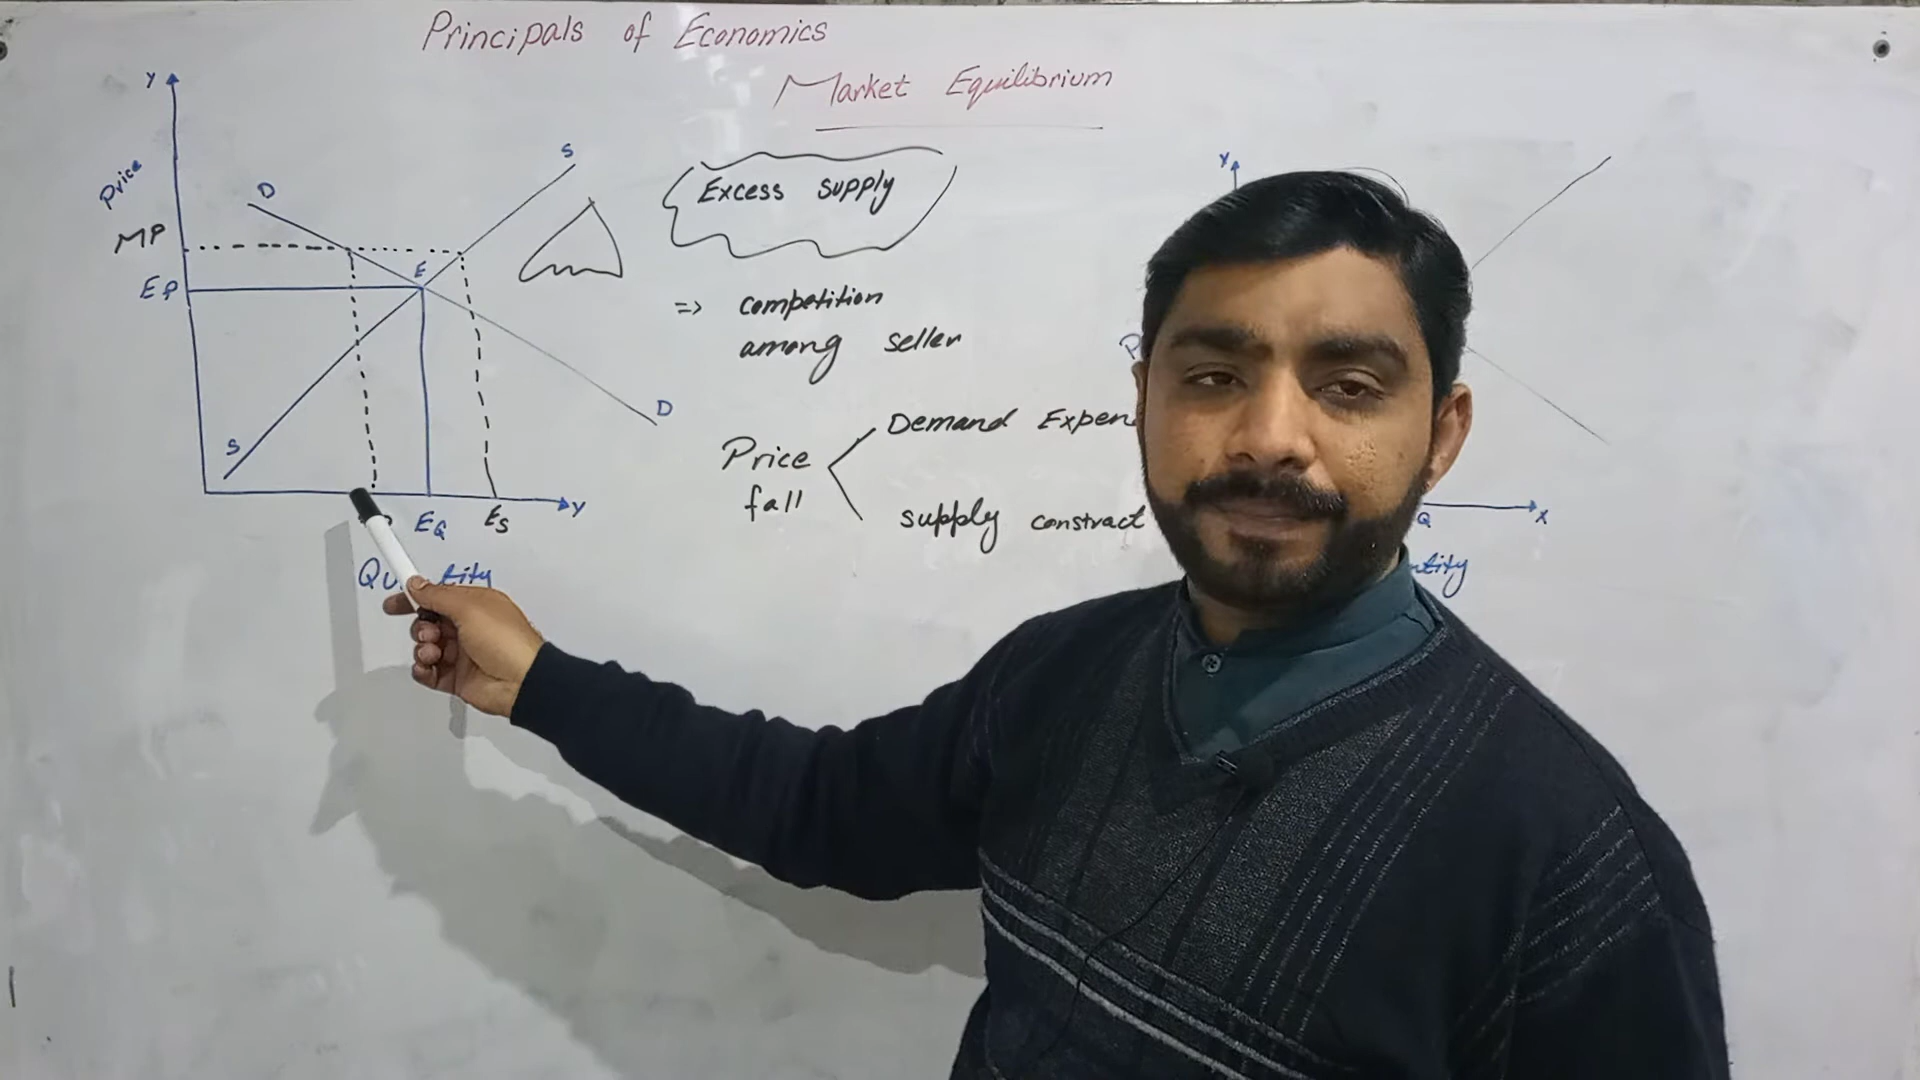 Principals of Economics
Market Equilibrium
Y
Price
MP
EP
D
S
E
S
D
EQ
ES
Y
Excess supply
=> competition
among seller
Price
fall
Demand
supply constract
Y
Q
X